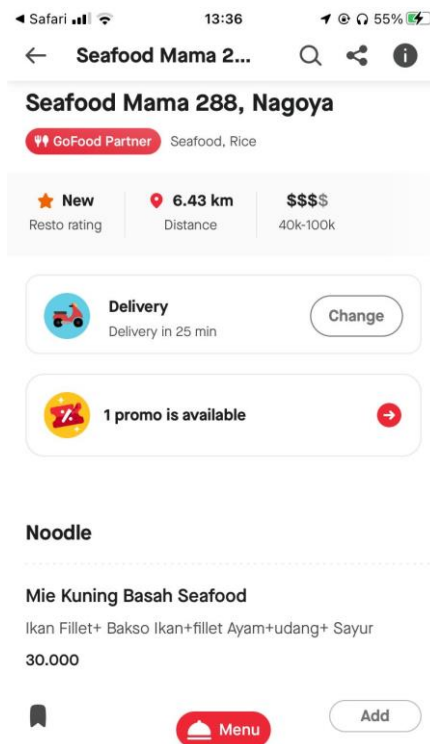 Safari 13:36 55%
Seafood Mama 2...
Seafood Mama 288, Nagoya
GoFood Partner Seafood, Rice
New 6.43 km $$$$
Resto rating Distance 40k-100k
Delivery
Delivery in 25 min
Change
1 promo is available
Noodle
Mie Kuning Basah Seafood
Ikan Fillet+ Bakso Ikan+fillet Ayam+udang+ Sayur
30.000
Menu
Add